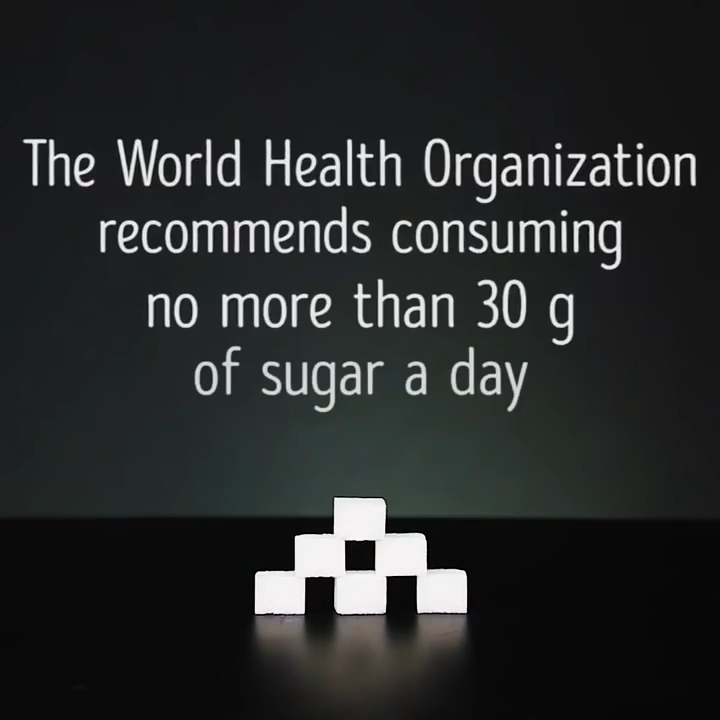 The World Health Organization
recommends consuming
no more than 30 g
of sugar a day